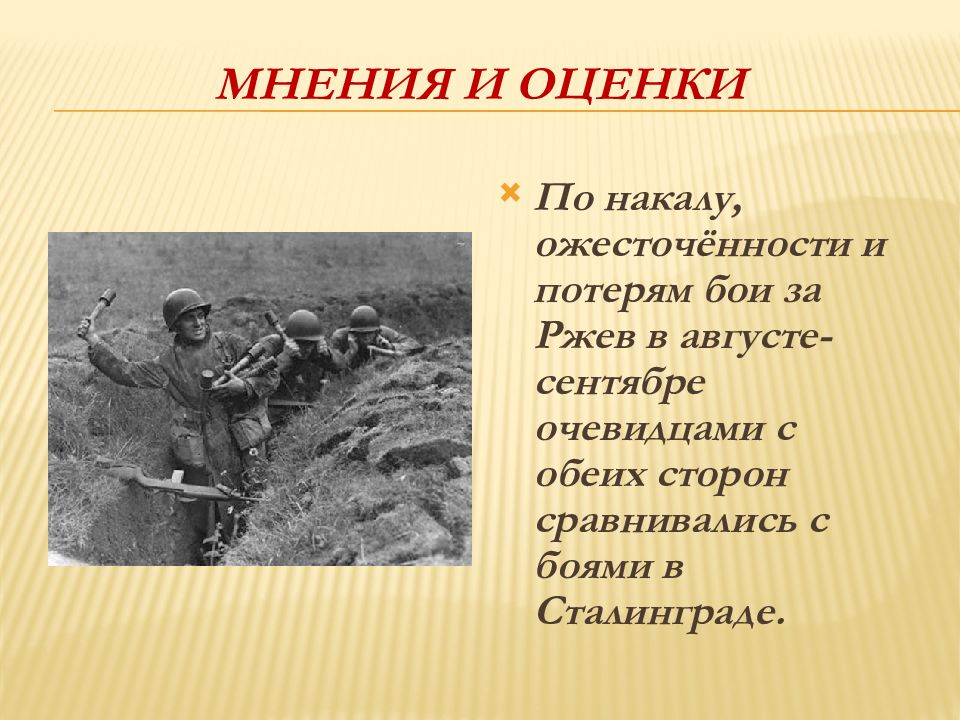 МНЕНИЯ И ОЦЕНКИ
По накалу,
ожесточённости и
потерям бои за
Ржев в августе-
сентябре
очевидцами с
обеих сторон
сравнивались с
боями в
Сталинграде.